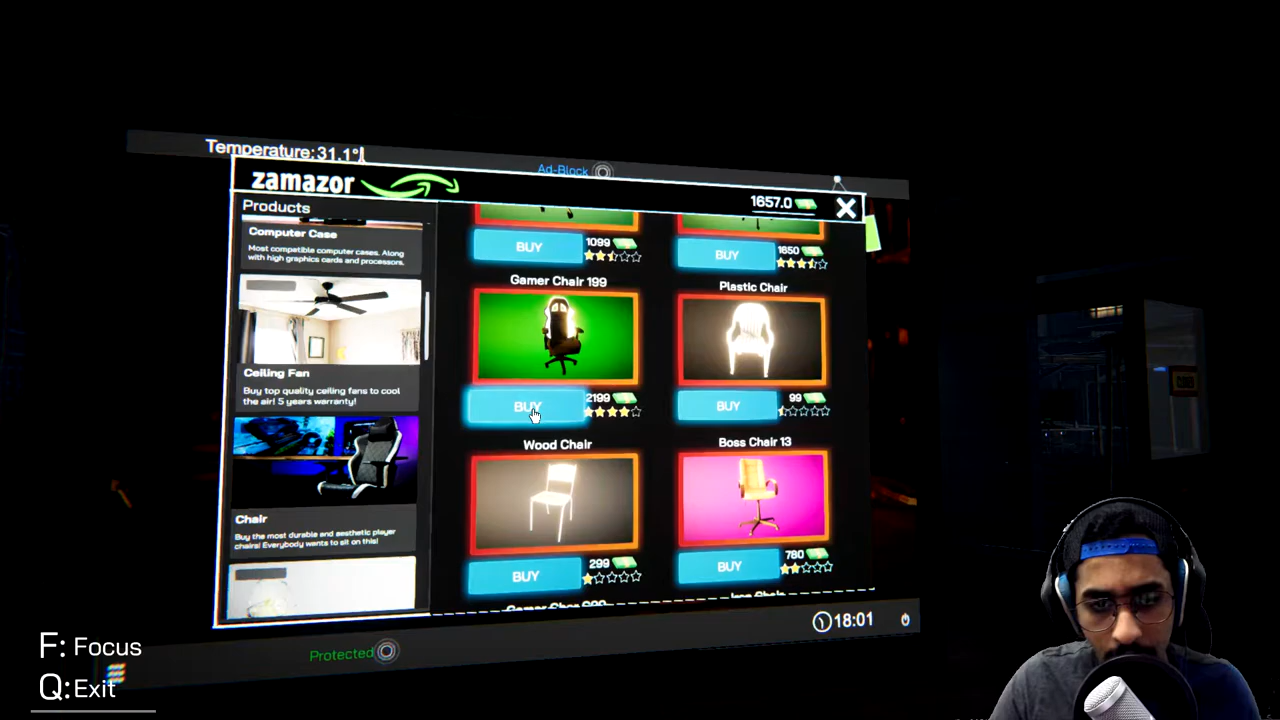 Temperature:31.1°
Ad-Block
zamazor
1657.0
Products
Computer Case
Most compatible computer cases. Along
with high graphics cards and processors.
Ceiling Fan
Buy top quality ceiling fans to cool
the air! 5 years warranty!
Chair
Buy the most durable and aesthetic player
chairs! Everybody wants to sit on this!
BUY
1099
BUY
1650
Gamer Chair 199
Plastic Chair
BUY
2199
BUY
99
Wood Chair
Boss Chair 13
BUY
299
BUY
780
18:01
Protected
F: Focus
Q: Exit